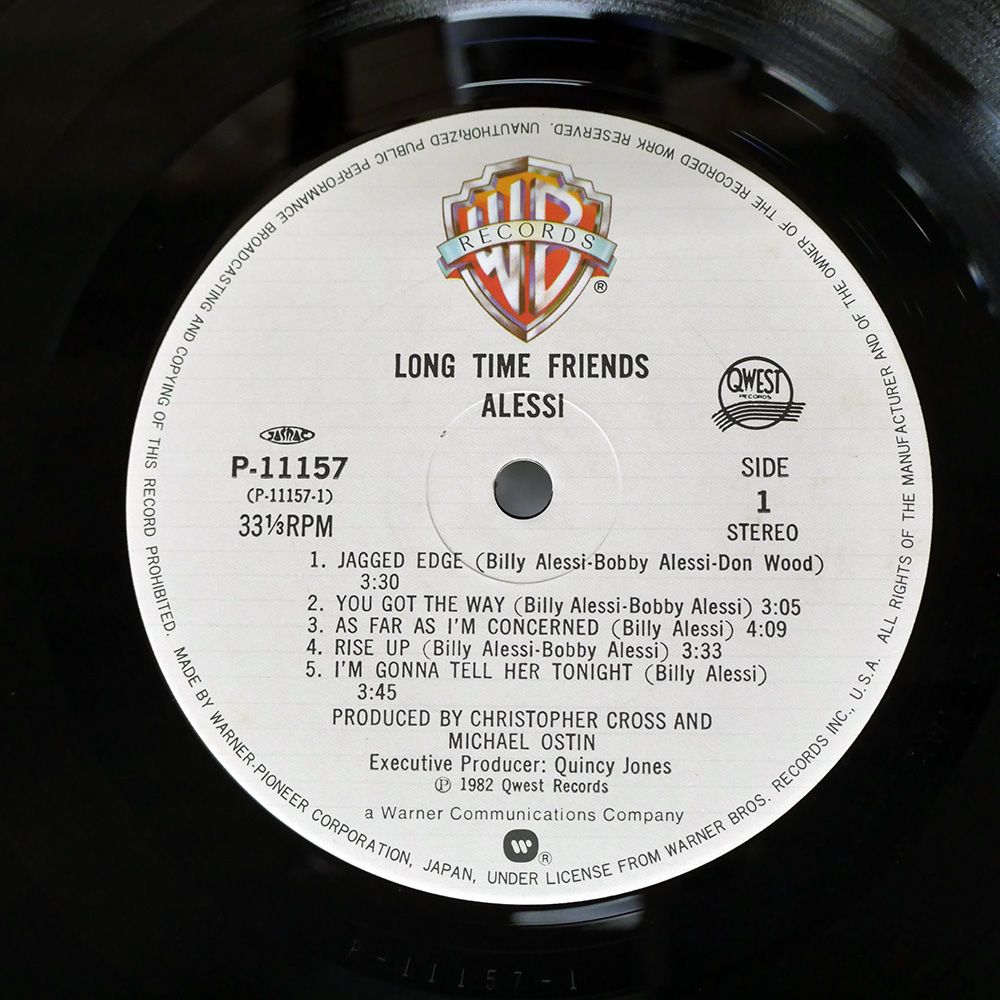 WB
RECORDS
®
LONG TIME FRIENDS
ALESSI
QWEST
RECORDS
JASRAC
P-11157
(P-11157-1)
33⅓RPM
SIDE
1
STEREO
1. JAGGED EDGE (Billy Alessi-Bobby Alessi-Don Wood)
3:30
2. YOU GOT THE WAY (Billy Alessi-Bobby Alessi) 3:05
3. AS FAR AS I'M CONCERNED (Billy Alessi) 4:09
4. RISE UP (Billy Alessi-Bobby Alessi) 3:33
5. I'M GONNA TELL HER TONIGHT (Billy Alessi)
3:45
PRODUCED BY CHRISTOPHER CROSS AND
MICHAEL OSTIN
Executive Producer: Quincy Jones
Ⓟ 1982 Qwest Records
a Warner Communications Company
®
ALL RIGHTS OF THE MANUFACTURER AND OF THE OWNER OF THE RECORDED WORK RESERVED. UNAUTHORIZED PUBLIC PERFORMANCE BROADCASTING AND COPYING OF THIS RECORD PROHIBITED.
MADE BY WARNER-PIONEER CORPORATION, JAPAN, UNDER LICENSE FROM WARNER BROS. RECORDS INC., U.S.A.
P-11157-1